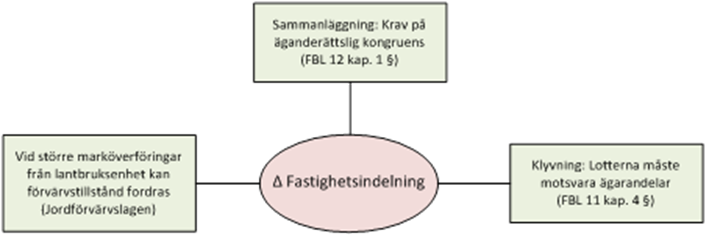 Sammanläggning: Krav på
äganderättslig kongruens
(FBL 12 kap. 1 §)
Vid större marköverföringar
från lantbruksenhet kan
förvärvstillstånd fordras
(Jordförvärvslagen)
Δ Fastighetsindelning
Klyvning: Lotterna måste
motsvara ägarandelar
(FBL 11 kap. 4 §)